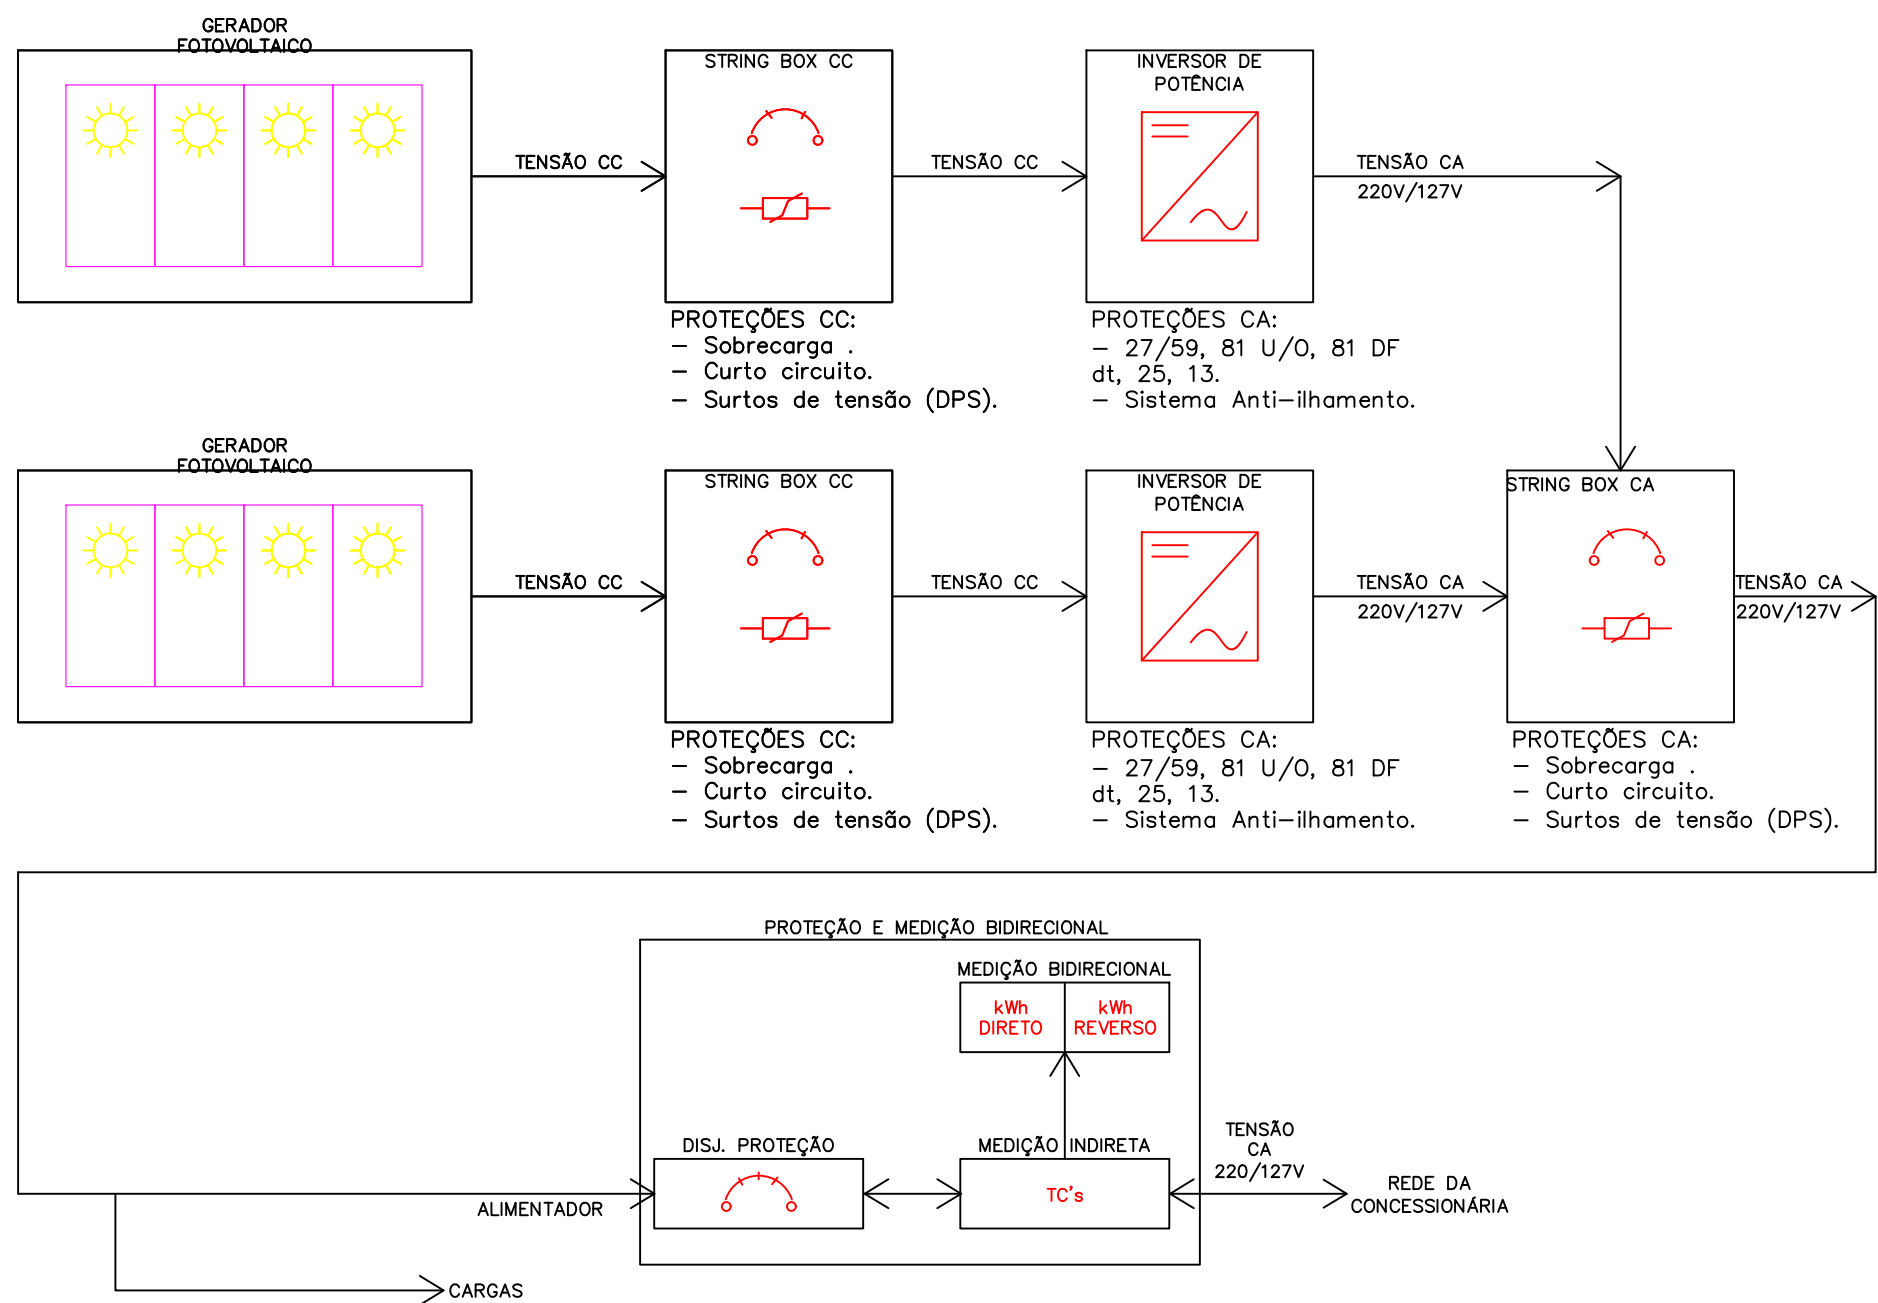 GERADOR
FOTOVOLTAICO
TENSÃO CC
STRING BOX CC
TENSÃO CC
INVERSOR DE
POTÊNCIA
TENSÃO CA
220V/127V
PROTEÇÕES CC:
- Sobrecarga .
- Curto circuito.
- Surtos de tensão (DPS).
PROTEÇÕES CA:
- 27/59, 81 U/O, 81 DF
dt, 25, 13.
- Sistema Anti-ilhamento.
GERADOR
FOTOVOLTAICO
TENSÃO CC
STRING BOX CC
TENSÃO CC
INVERSOR DE
POTÊNCIA
TENSÃO CA
220V/127V
STRING BOX CA
TENSÃO CA
220V/127V
PROTEÇÕES CC:
- Sobrecarga .
- Curto circuito.
- Surtos de tensão (DPS).
PROTEÇÕES CA:
- 27/59, 81 U/O, 81 DF
dt, 25, 13.
- Sistema Anti-ilhamento.
PROTEÇÕES CA:
- Sobrecarga .
- Curto circuito.
- Surtos de tensão (DPS).
PROTEÇÃO E MEDIÇÃO BIDIRECIONAL
MEDIÇÃO BIDIRECIONAL
kWh
DIRETO
kWh
REVERSO
DISJ. PROTEÇÃO
MEDIÇÃO INDIRETA
TC's
TENSÃO
CA
220/127V
REDE DA
CONCESSIONÁRIA
ALIMENTADOR
CARGAS